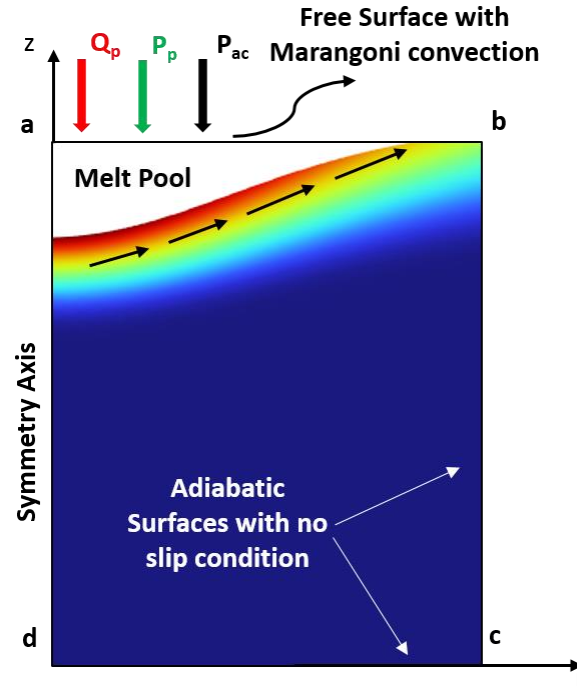 Free Surface with
Marangoni convection
z
Qp
Pp
Pac
a
b
Melt Pool
Symmetry Axis
Adiabatic
Surfaces with no
slip condition
d
c